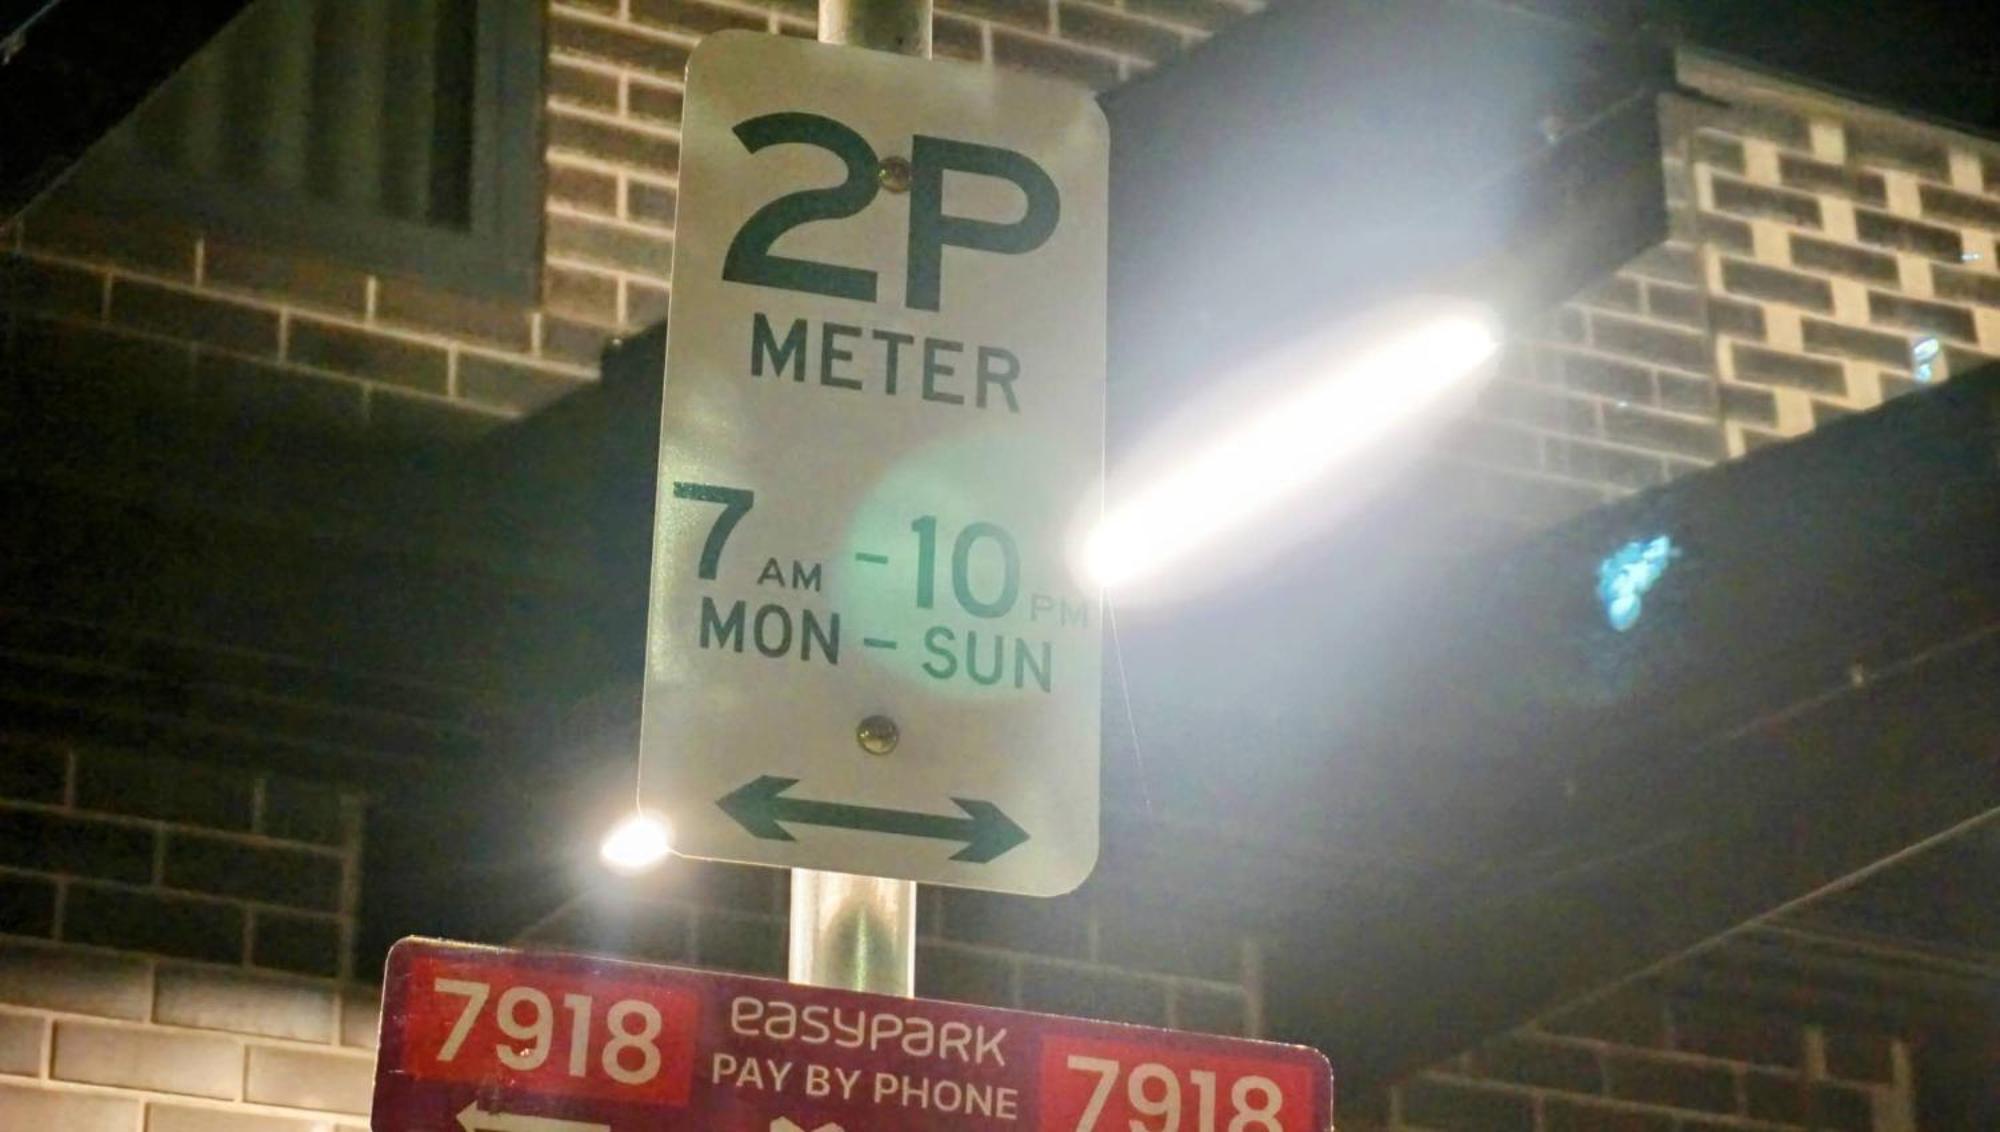 2P
METER
7 AM - 10 PM
MON - SUN
7918 easypark 7918
PAY BY PHONE